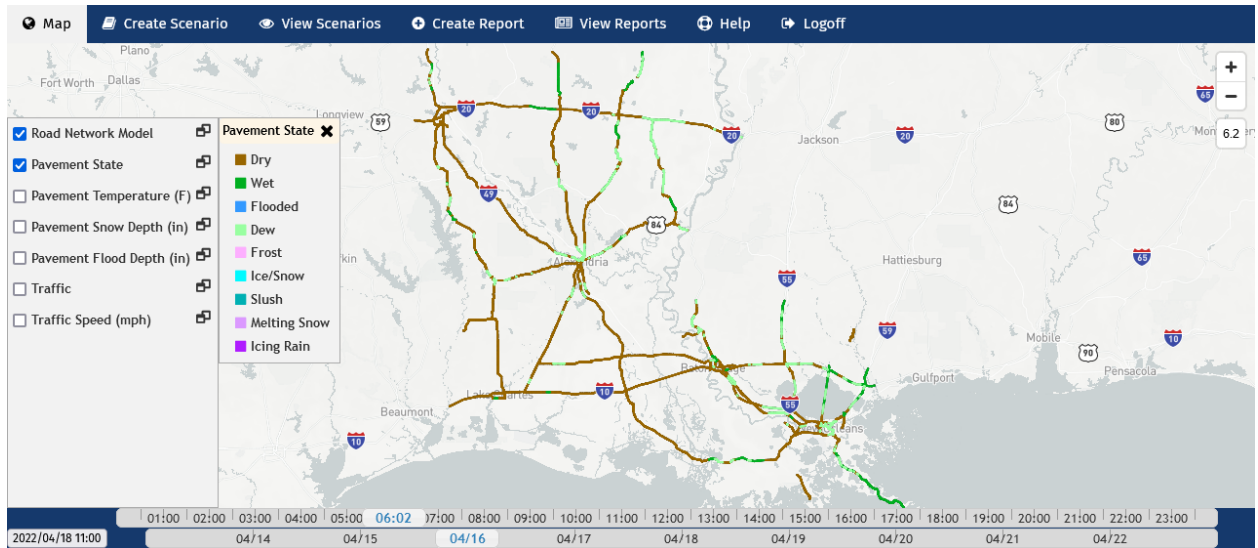 Map Create Scenario View Scenarios Create Report View Reports Help Logoff
Plano
Fort Worth Dallas
+
−
6.2
65
20 20
Longview 59 80
20 Jackson 20
Road Network Model
Pavement State
Pavement Temperature (F)
Pavement Snow Depth (in)
Pavement Flood Depth (in)
Traffic
Traffic Speed (mph)
Pavement State
Dry
Wet
Flooded
Dew
Frost
Ice/Snow
Slush
Melting Snow
Icing Rain
49 84
84
Alexandria Hattiesburg 65
55
59 Mobile 10
90
Baton Rouge Gulfport Pensacola
Lake Charles 10
Beaumont 55
10 New Orleans
01:00 02:00 03:00 04:00 05:00 06:02 07:00 08:00 09:00 10:00 11:00 12:00 13:00 14:00 15:00 16:00 17:00 18:00 19:00 20:00 21:00 22:00 23:00
2022/04/18 11:00 04/14 04/15 04/16 04/17 04/18 04/19 04/20 04/21 04/22